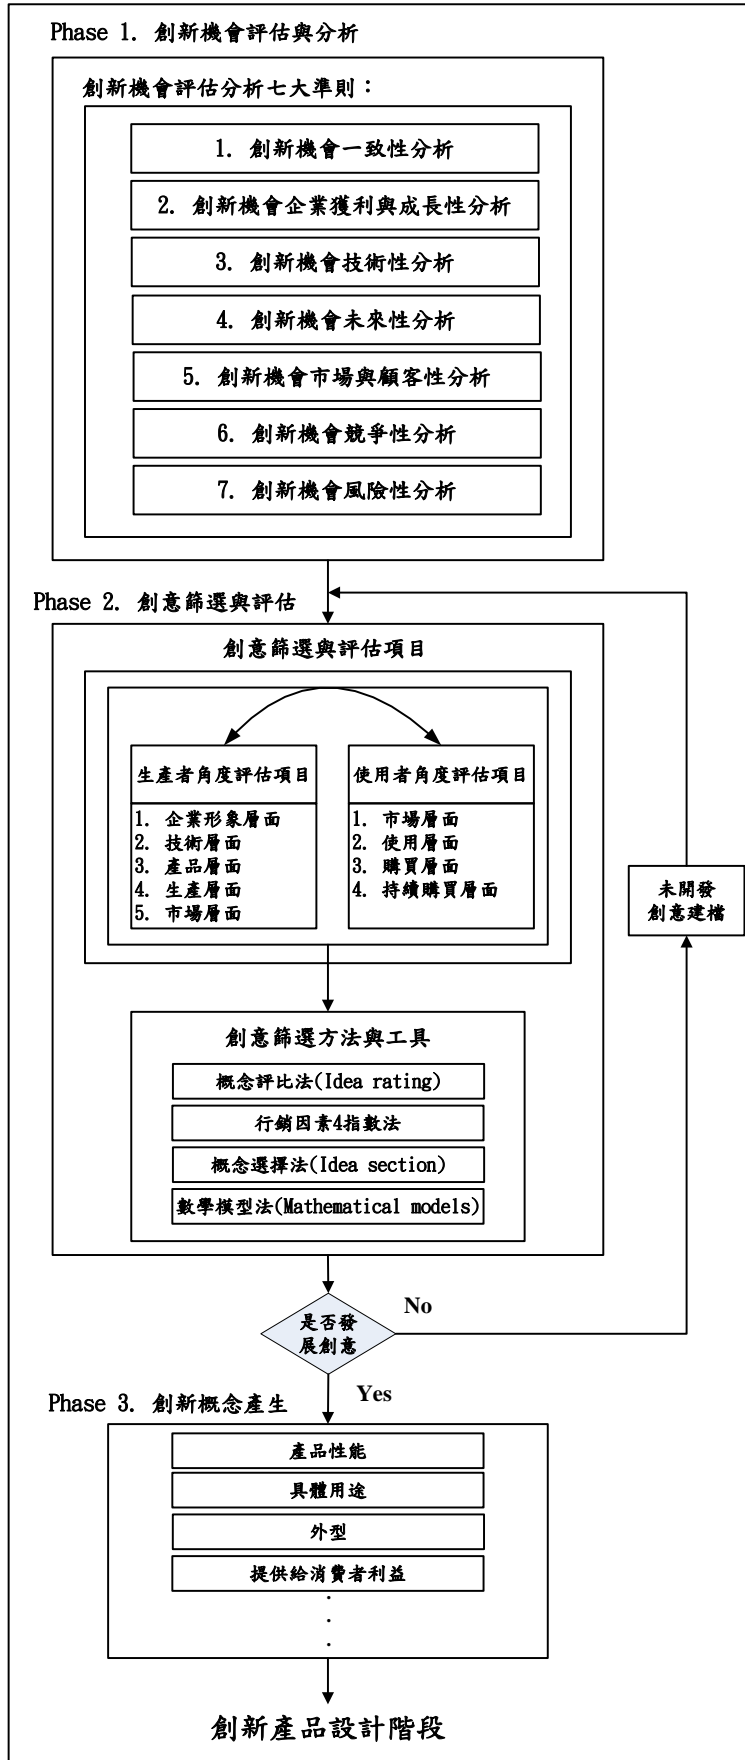 Phase 1. 創新機會評估與分析
創新機會評估分析七大準則：
1. 創新機會一致性分析
2. 創新機會企業獲利與成長性分析
3. 創新機會技術性分析
4. 創新機會未來性分析
5. 創新機會市場與顧客性分析
6. 創新機會競爭性分析
7. 創新機會風險性分析
Phase 2. 創意篩選與評估
創意篩選與評估項目
生產者角度評估項目
1. 企業形象層面
2. 技術層面
3. 產品層面
4. 生產層面
5. 市場層面
使用者角度評估項目
1. 市場層面
2. 使用層面
3. 購買層面
4. 持續購買層面
未開發
創意建檔
創意篩選方法與工具
概念評比法(Idea rating)
行銷因素4指數法
概念選擇法(Idea section)
數學模型法(Mathematical models)
是否發
展創意
No
Yes
Phase 3. 創新概念產生
產品性能
具體用途
外型
提供給消費者利益
.
.
.
創新產品設計階段